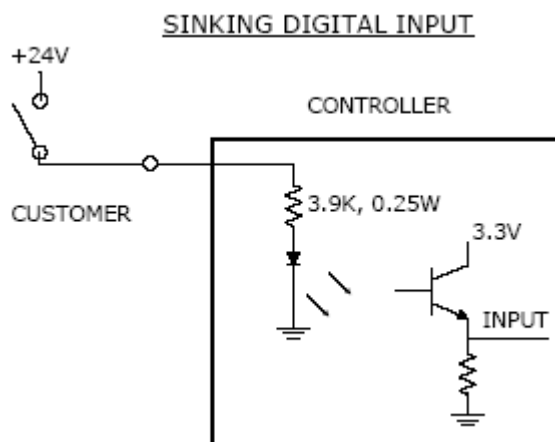 SINKING DIGITAL INPUT
+24V
CONTROLLER
CUSTOMER
3.9K, 0.25W
3.3V
INPUT